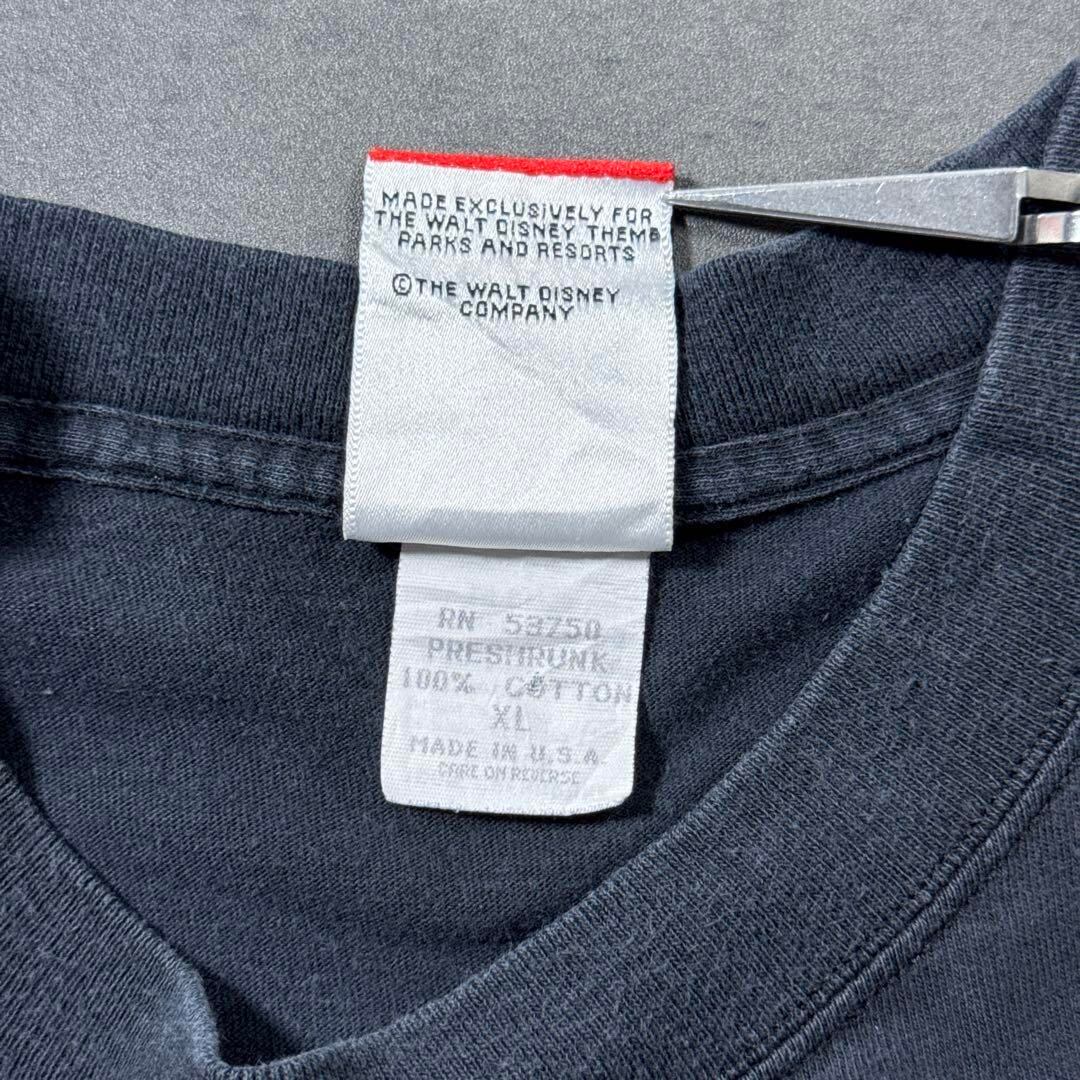 MADE EXCLUSIVELY FOR
THE WALT DISNEY THEME
PARKS AND RESORTS
©THE WALT DISNEY
COMPANY
RN 53750
PRESHRUNK
100% COTTON
XL
MADE IN U.S.A.
CARE ON REVERSE